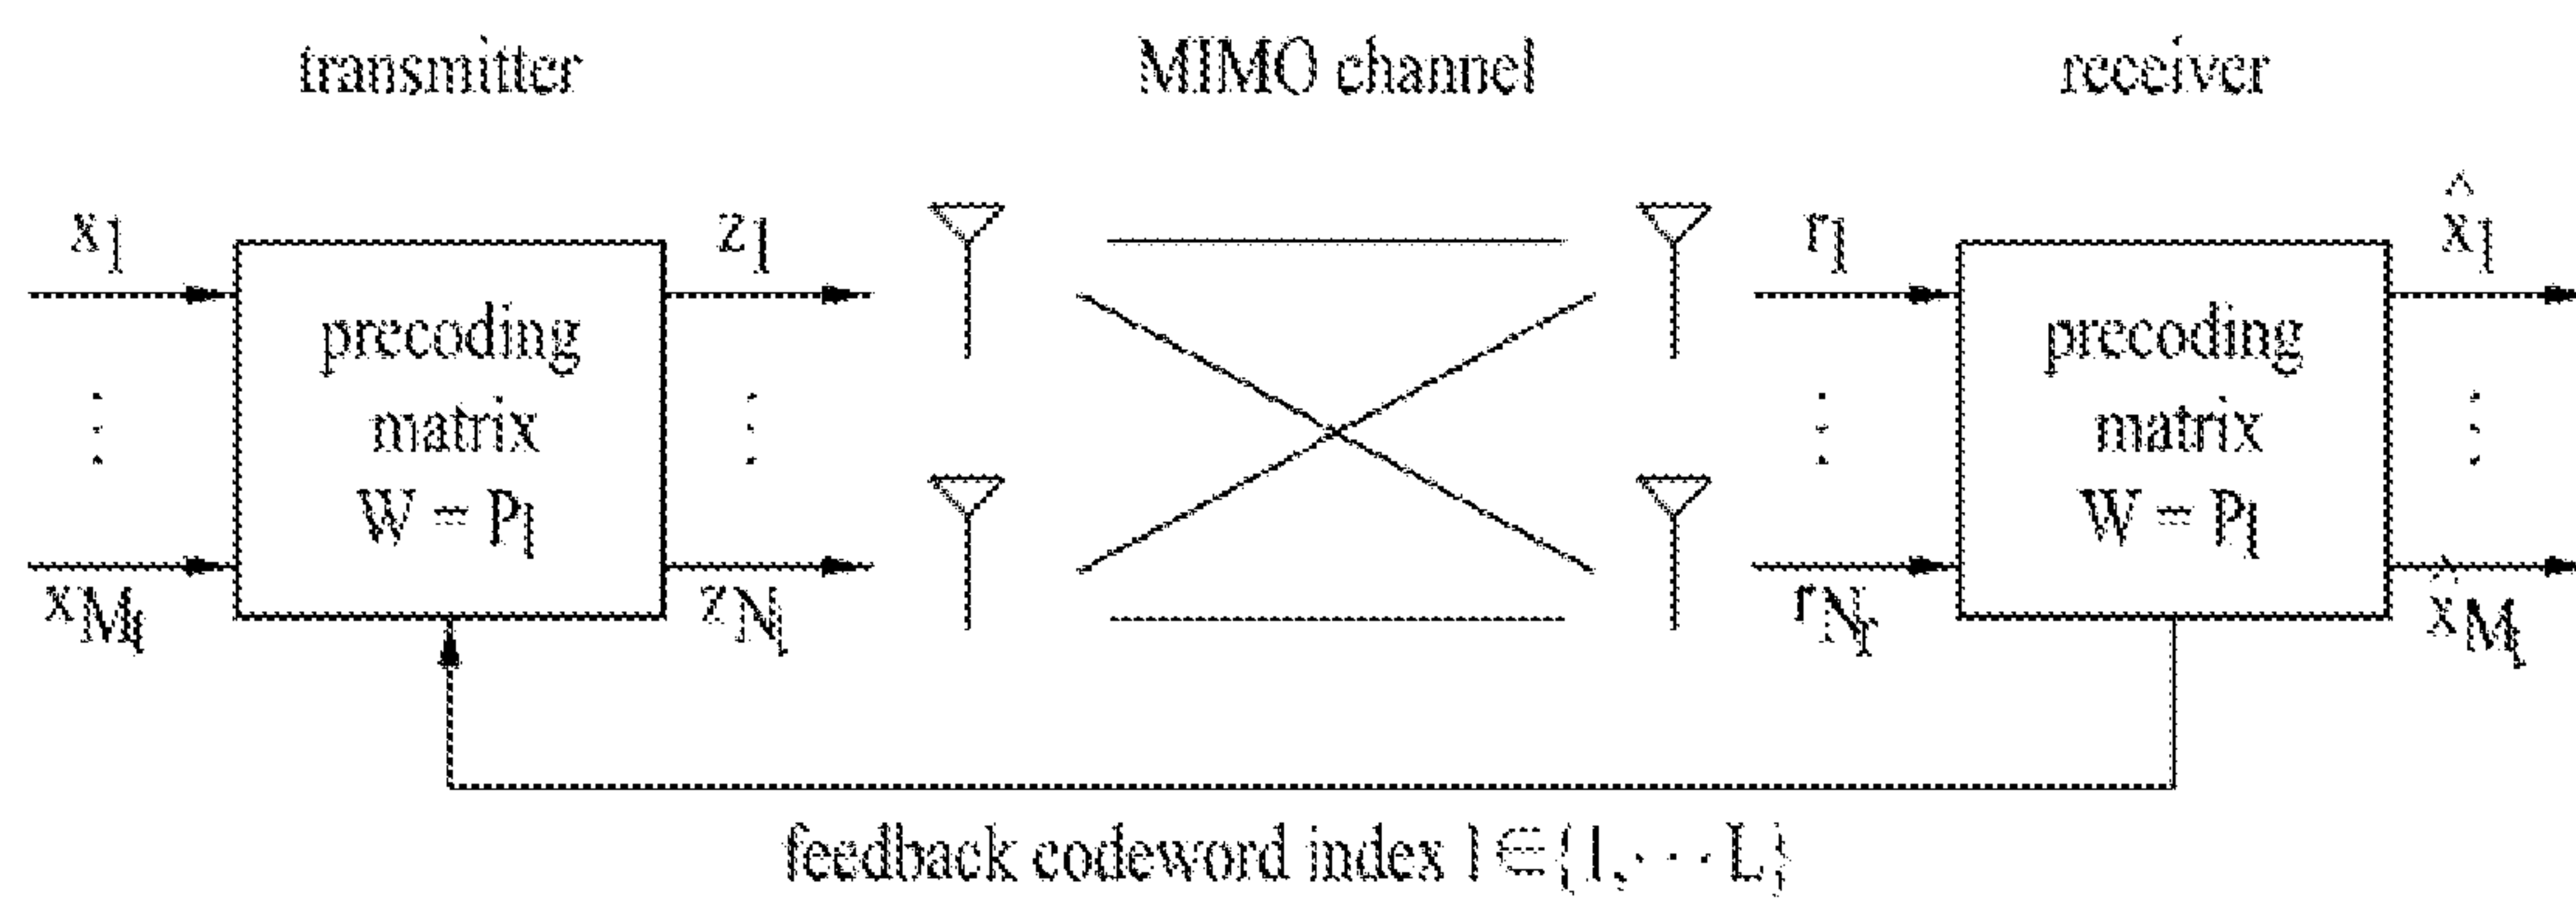 transmitter MIMO channel receiver
x1 z1 r1 x̂1
precoding matrix W = Pl
precoding matrix W = Pl
xMt zNt rNr x̂Mt
feedback codeword index l∈{1,⋯L}